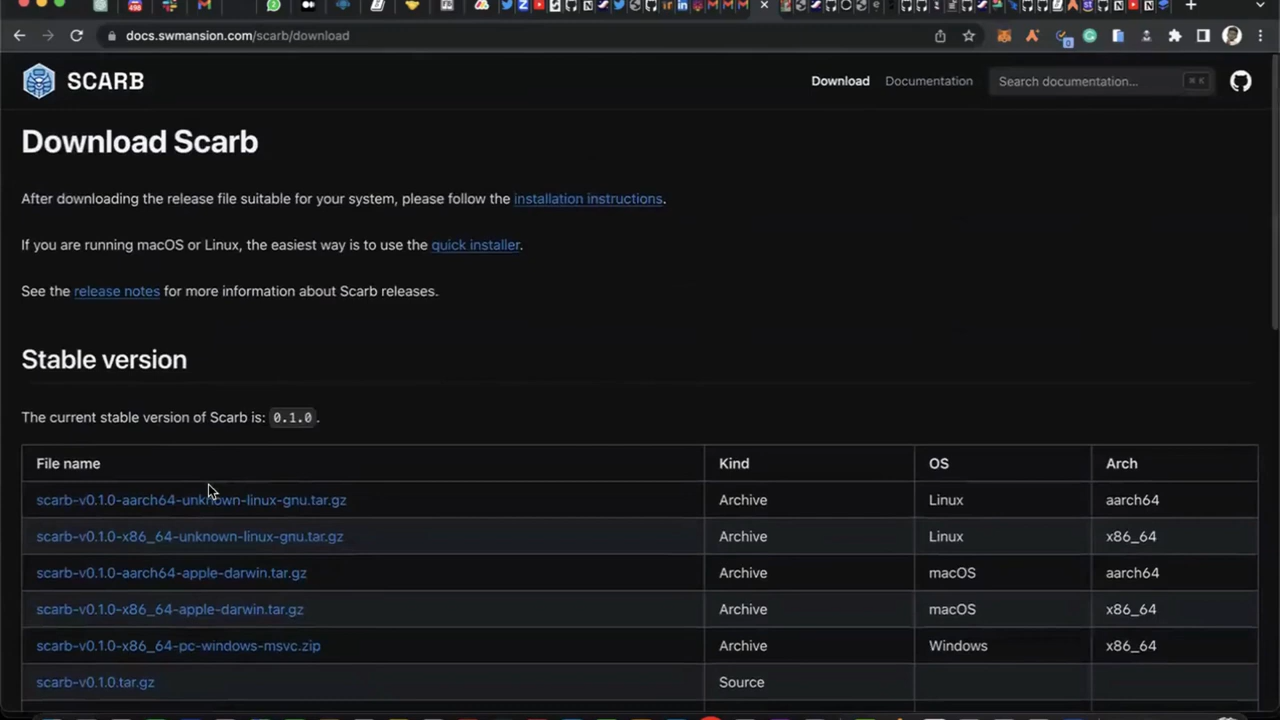 docs.swmansion.com/scarb/download
SCARB
Download
Documentation
Search documentation...
⌘ K
Download Scarb
After downloading the release file suitable for your system, please follow the installation instructions.
If you are running macOS or Linux, the easiest way is to use the quick installer.
See the release notes for more information about Scarb releases.
Stable version
The current stable version of Scarb is: 0.1.0.
File name Kind OS Arch
scarb-v0.1.0-aarch64-unknown-linux-gnu.tar.gz Archive Linux aarch64
scarb-v0.1.0-x86_64-unknown-linux-gnu.tar.gz Archive Linux x86_64
scarb-v0.1.0-aarch64-apple-darwin.tar.gz Archive macOS aarch64
scarb-v0.1.0-x86_64-apple-darwin.tar.gz Archive macOS x86_64
scarb-v0.1.0-x86_64-pc-windows-msvc.zip Archive Windows x86_64
scarb-v0.1.0.tar.gz Source